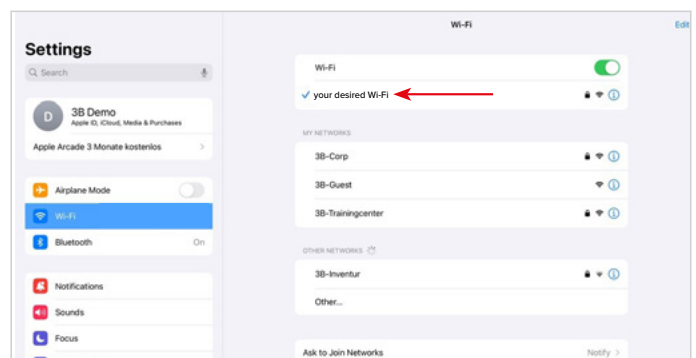 Wi-Fi
Edit
Settings
Search
D
3B Demo
Apple ID, iCloud, Media & Purchases
Apple Arcade 3 Monate kostenlos
Airplane Mode
Wi-Fi
Bluetooth
On
Notifications
Sounds
Focus
Wi-Fi
your desired Wi-Fi
MY NETWORKS
3B-Corp
3B-Guest
3B-Trainingcenter
OTHER NETWORKS
3B-Inventur
Other...
Ask to Join Networks
Notify